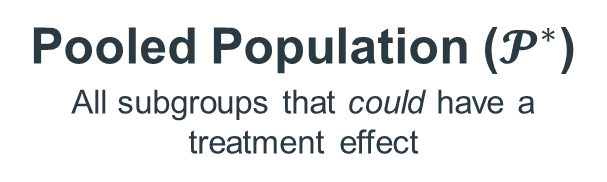 Pooled Population (𝒫*)
All subgroups that could have a
treatment effect